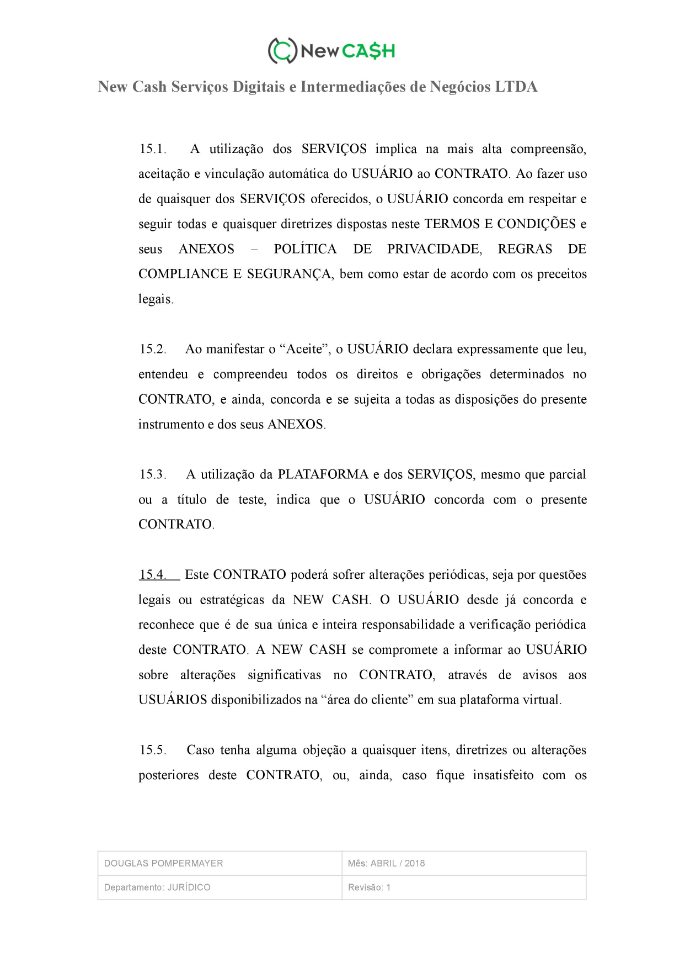 New CA$H
New Cash Serviços Digitais e Intermediações de Negócios LTDA
15.1. A utilização dos SERVIÇOS implica na mais alta compreensão,
aceitação e vinculação automática do USUÁRIO ao CONTRATO. Ao fazer uso
de quaisquer dos SERVIÇOS oferecidos, o USUÁRIO concorda em respeitar e
seguir todas e quaisquer diretrizes dispostas neste TERMOS E CONDIÇÕES e
seus ANEXOS – POLÍTICA DE PRIVACIDADE, REGRAS DE
COMPLIANCE E SEGURANÇA, bem como estar de acordo com os preceitos
legais.
15.2. Ao manifestar o “Aceite”, o USUÁRIO declara expressamente que leu,
entendeu e compreendeu todos os direitos e obrigações determinados no
CONTRATO, e ainda, concorda e se sujeita a todas as disposições do presente
instrumento e dos seus ANEXOS.
15.3. A utilização da PLATAFORMA e dos SERVIÇOS, mesmo que parcial
ou a título de teste, indica que o USUÁRIO concorda com o presente
CONTRATO.
15.4. Este CONTRATO poderá sofrer alterações periódicas, seja por questões
legais ou estratégicas da NEW CASH. O USUÁRIO desde já concorda e
reconhece que é de sua única e inteira responsabilidade a verificação periódica
deste CONTRATO. A NEW CASH se compromete a informar ao USUÁRIO
sobre alterações significativas no CONTRATO, através de avisos aos
USUÁRIOS disponibilizados na “área do cliente” em sua plataforma virtual.
15.5. Caso tenha alguma objeção a quaisquer itens, diretrizes ou alterações
posteriores deste CONTRATO, ou, ainda, caso fique insatisfeito com os
DOUGLAS POMPERMAYER
Mês: ABRIL / 2018
Departamento: JURÍDICO
Revisão: 1